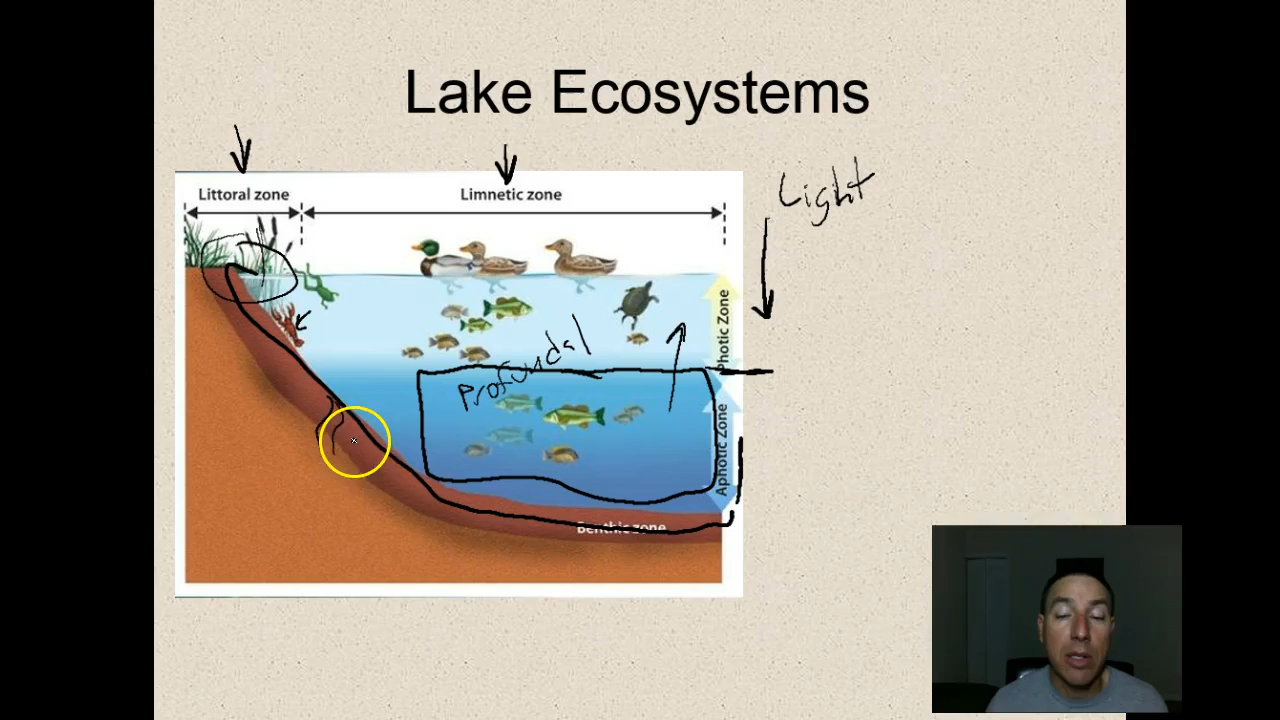 Lake Ecosystems
Littoral zone
Limnetic zone
Light
Photic Zone
Profundal
Aphotic Zone
Benthic zone